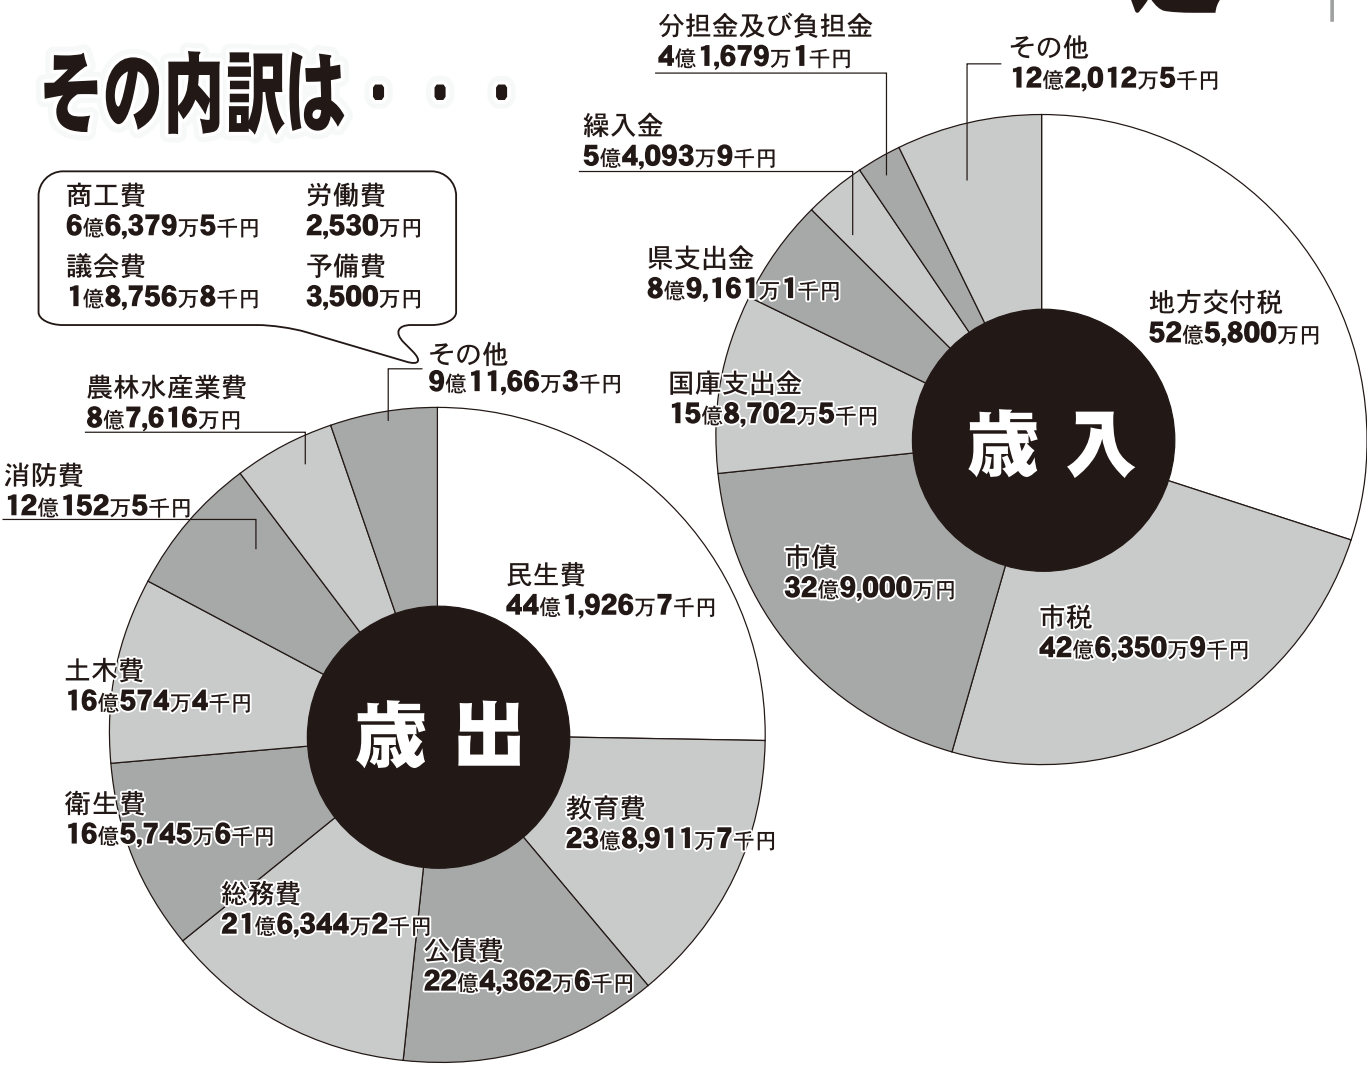 その内訳は・・・
商工費
6億6,379万5千円
労働費
2,530万円
議会費
1億8,756万8千円
予備費
3,500万円
その他
9億11,66万3千円
農林水産業費
8億7,616万円
消防費
12億152万5千円
土木費
16億574万4千円
衛生費
16億5,745万6千円
総務費
21億6,344万2千円
公債費
22億4,362万6千円
教育費
23億8,911万7千円
民生費
44億1,926万7千円
歳出
分担金及び負担金
4億1,679万1千円
その他
12億2,012万5千円
繰入金
5億4,093万9千円
県支出金
8億9,161万1千円
国庫支出金
15億8,702万5千円
市債
32億9,000万円
市税
42億6,350万9千円
地方交付税
52億5,800万円
歳入